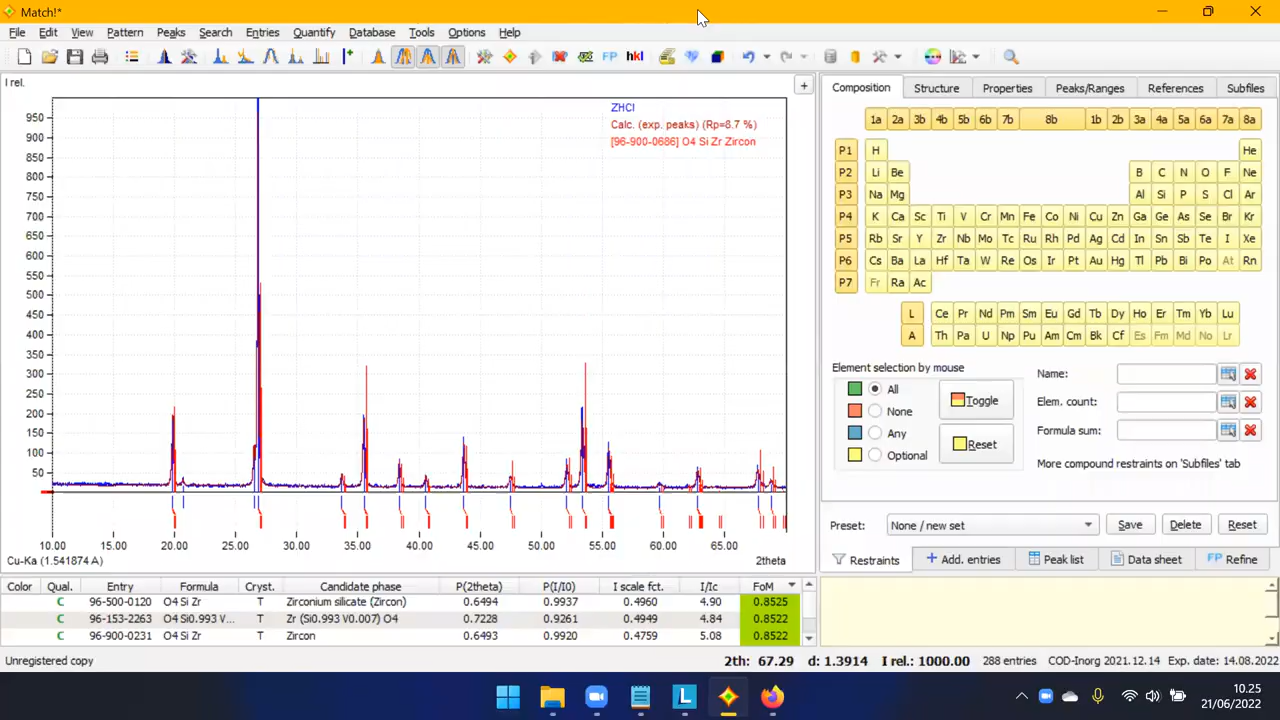 Match!*
File Edit View Pattern Peaks Search Entries Quantify Database Tools Options Help
FP hkl
I rel.
+
ZHCl
Calc. (exp. peaks) (Rp=8.7 %)
[96-900-0686] O4 Si Zr Zircon
950
900
850
800
750
700
650
600
550
500
450
400
350
300
250
200
150
100
50
10.00 15.00 20.00 25.00 30.00 35.00 40.00 45.00 50.00 55.00 60.00 65.00
Cu-Ka (1.541874 A) 2theta
Color Qual. Entry Formula Cryst. Candidate phase P(2theta) P(I/I0) I scale fct. I/Ic FoM
C 96-500-0120 O4 Si Zr T Zirconium silicate (Zircon) 0.6494 0.9937 0.4960 4.90 0.8525
C 96-153-2263 O4 Si0.993 V... T Zr (Si0.993 V0.007) O4 0.7228 0.9261 0.4949 4.84 0.8522
C 96-900-0231 O4 Si Zr T Zircon 0.6493 0.9920 0.4759 5.08 0.8522
Composition Structure Properties Peaks/Ranges References Subfiles
1a 2a 3b 4b 5b 6b 7b 8b 1b 2b 3a 4a 5a 6a 7a 8a
P1 H He
P2 Li Be B C N O F Ne
P3 Na Mg Al Si P S Cl Ar
P4 K Ca Sc Ti V Cr Mn Fe Co Ni Cu Zn Ga Ge As Se Br Kr
P5 Rb Sr Y Zr Nb Mo Tc Ru Rh Pd Ag Cd In Sn Sb Te I Xe
P6 Cs Ba La Hf Ta W Re Os Ir Pt Au Hg Tl Pb Bi Po At Rn
P7 Fr Ra Ac
L Ce Pr Nd Pm Sm Eu Gd Tb Dy Ho Er Tm Yb Lu
A Th Pa U Np Pu Am Cm Bk Cf Es Fm Md No Lr
Element selection by mouse
All
None
Any
Optional
Toggle
Reset
Name:
Elem. count:
Formula sum:
More compound restraints on 'Subfiles' tab
Preset: None / new set Save Delete Reset
Restraints + Add. entries Peak list Data sheet FP Refine
Unregistered copy 2th: 67.29 d: 1.3914 I rel.: 1000.00 288 entries COD-Inorg 2021.12.14 Exp. date: 14.08.2022
L
10.25
21/06/2022